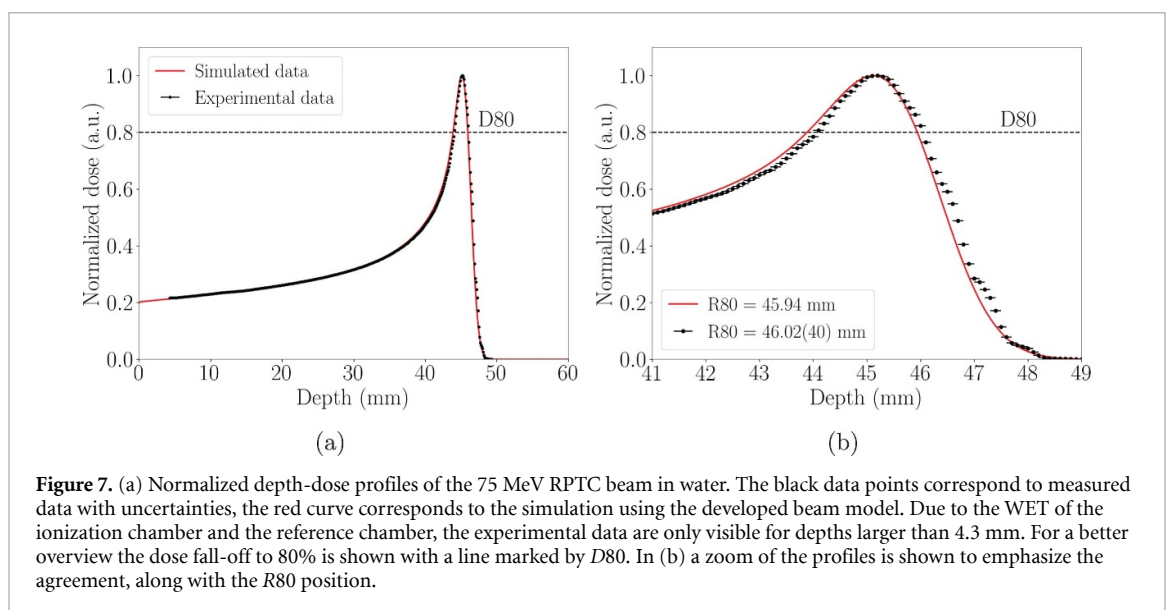 Simulated data
Experimental data
D80
1.0
0.8
0.6
0.4
0.2
0.0
Normalized dose (a.u.)
0 10 20 30 40 50 60
Depth (mm)
(a)
D80
1.0
0.8
0.6
0.4
0.2
0.0
Normalized dose (a.u.)
R80 = 45.94 mm
R80 = 46.02(40) mm
41 42 43 44 45 46 47 48 49
Depth (mm)
(b)
Figure 7. (a) Normalized depth-dose profiles of the 75 MeV RPTC beam in water. The black data points correspond to measured
data with uncertainties, the red curve corresponds to the simulation using the developed beam model. Due to the WET of the
ionization chamber and the reference chamber, the experimental data are only visible for depths larger than 4.3 mm. For a better
overview the dose fall-off to 80% is shown with a line marked by D80. In (b) a zoom of the profiles is shown to emphasize the
agreement, along with the R80 position.